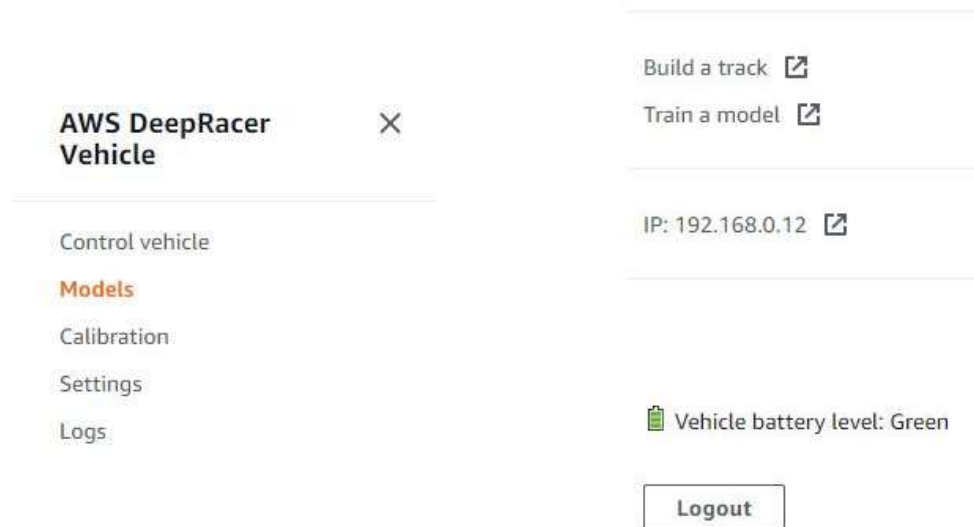 AWS DeepRacer
Vehicle
Control vehicle
Models
Calibration
Settings
Logs
Build a track
Train a model
IP: 192.168.0.12
Vehicle battery level: Green
Logout